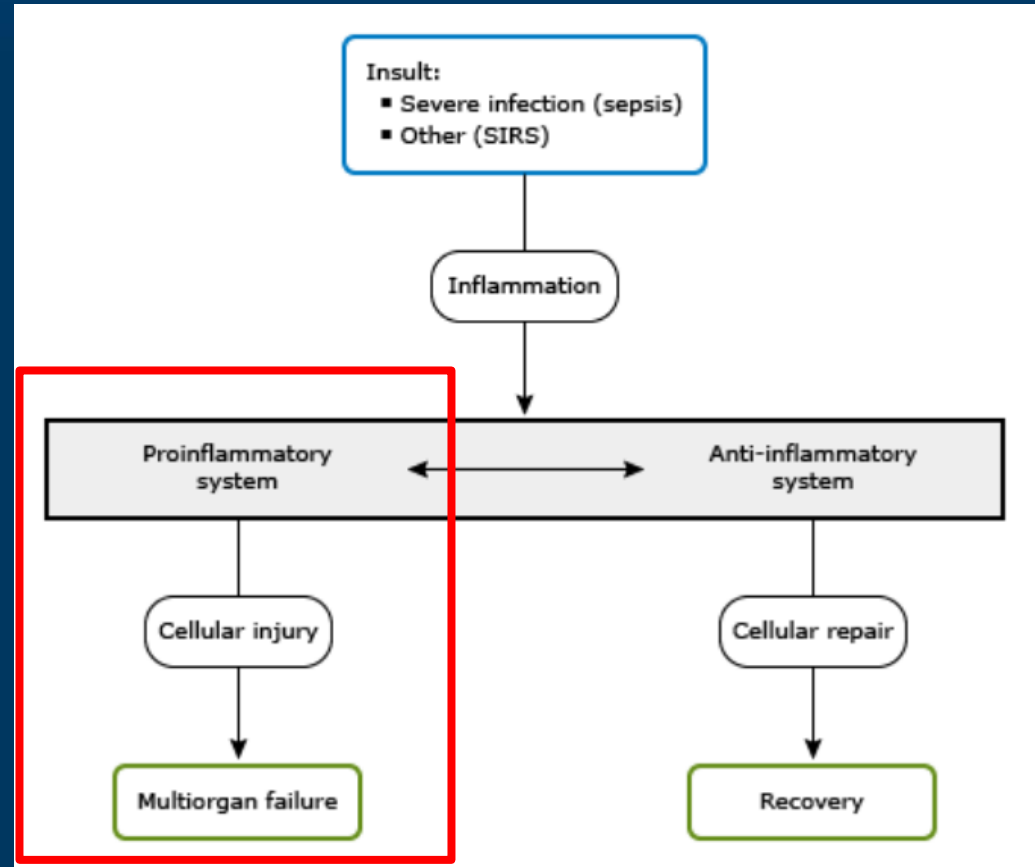 Insult:
▪ Severe infection (sepsis)
▪ Other (SIRS)
Inflammation
Proinflammatory
system
Anti-inflammatory
system
Cellular injury
Cellular repair
Multiorgan failure
Recovery